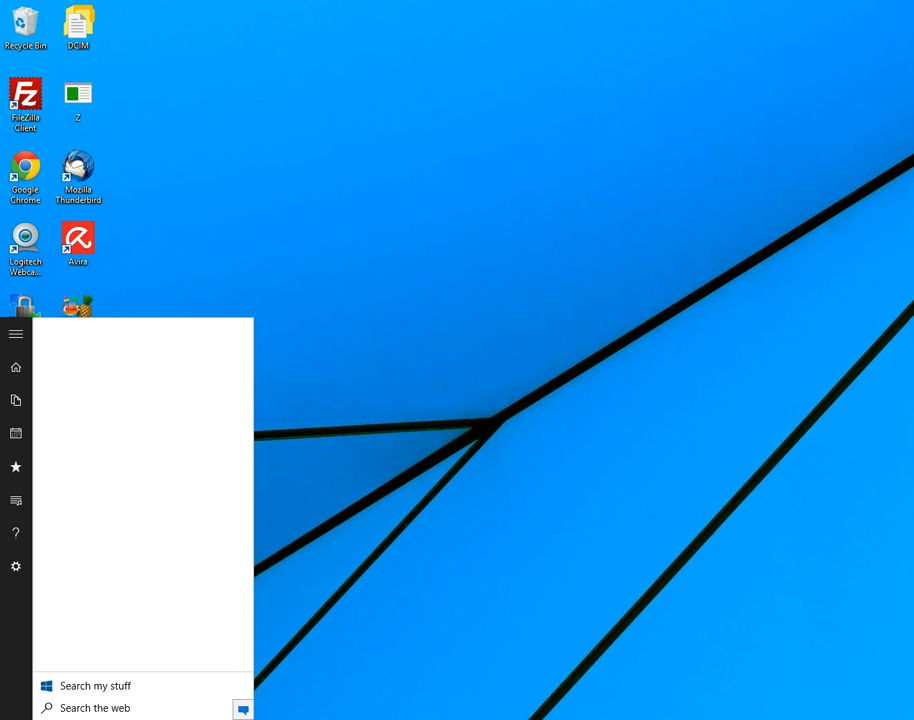 Recycle Bin
DCIM
FileZilla
Client
Z
Google
Chrome
Mozilla
Thunderbird
Logitech
Webca...
Avira
Search my stuff
Search the web